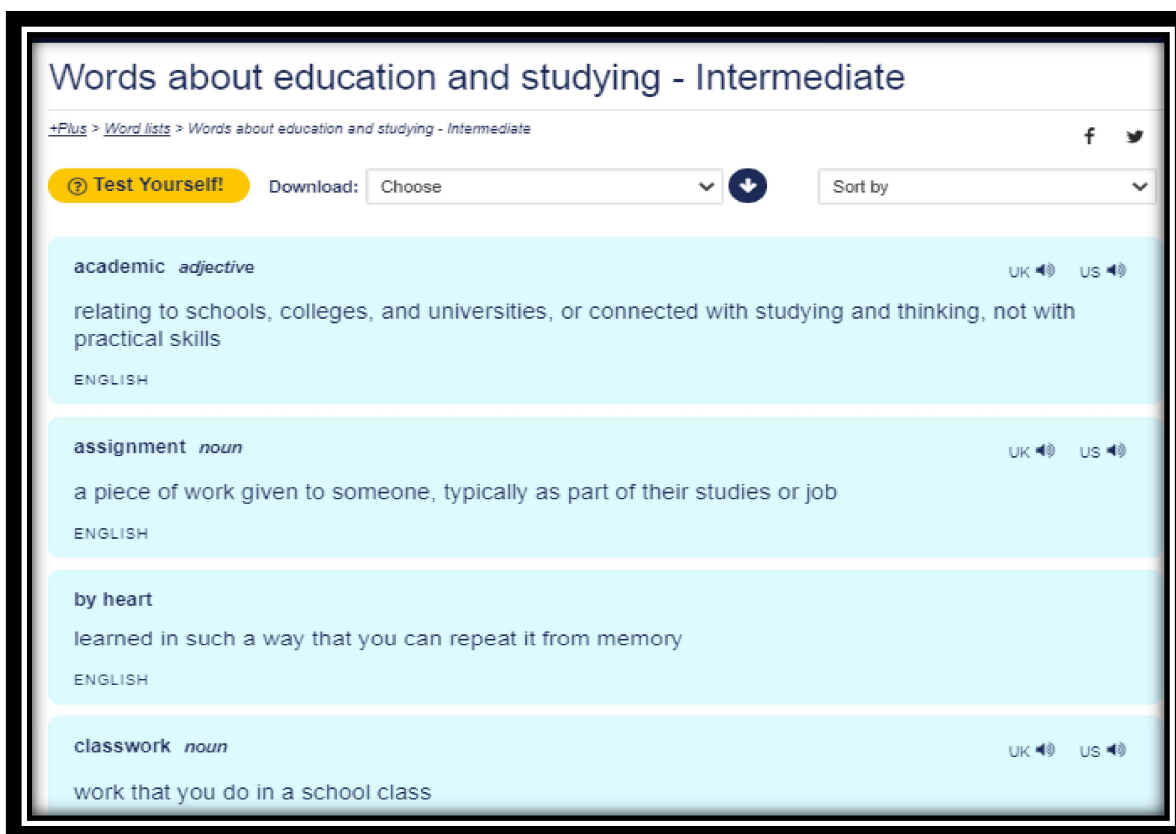 Words about education and studying - Intermediate
+Plus > Word lists > Words about education and studying - Intermediate
Test Yourself! Download: Choose Sort by
academic adjective UK US
relating to schools, colleges, and universities, or connected with studying and thinking, not with
practical skills
ENGLISH
assignment noun UK US
a piece of work given to someone, typically as part of their studies or job
ENGLISH
by heart
learned in such a way that you can repeat it from memory
ENGLISH
classwork noun UK US
work that you do in a school class